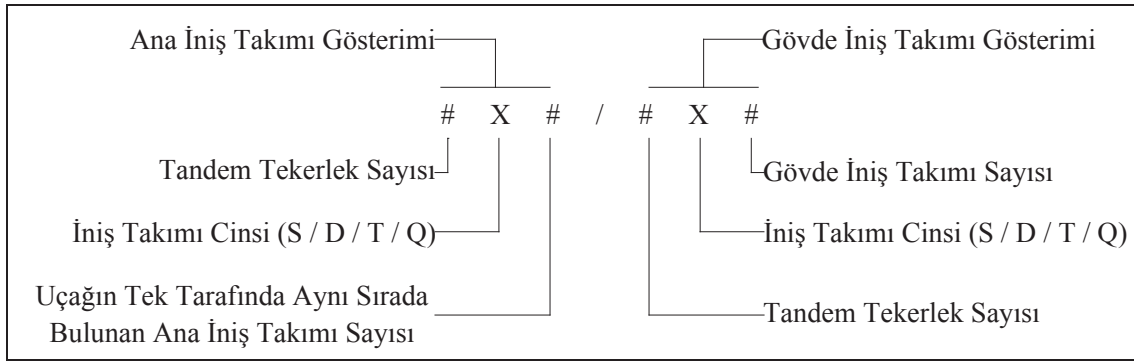 Ana İniş Takımı Gösterimi
Gövde İniş Takımı Gösterimi
# X # / # X #
Tandem Tekerlek Sayısı
Gövde İniş Takımı Sayısı
İniş Takımı Cinsi (S / D / T / Q)
İniş Takımı Cinsi (S / D / T / Q)
Uçağın Tek Tarafında Aynı Sırada
Bulunan Ana İniş Takımı Sayısı
Tandem Tekerlek Sayısı